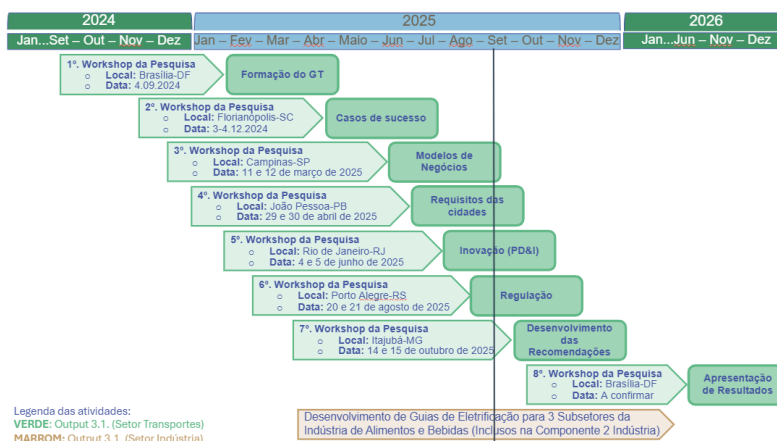 2024
2025
2026
Jan...Set – Out – Nov – Dez
Jan – Fev – Mar – Abr – Maio – Jun – Jul – Ago – Set – Out – Nov – Dez
Jan...Jun – Nov – Dez
1º. Workshop da Pesquisa
o Local: Brasília-DF
o Data: 4.09.2024
Formação do GT
2º. Workshop da Pesquisa
o Local: Florianópolis-SC
o Data: 3-4.12.2024
Casos de sucesso
3º. Workshop da Pesquisa
o Local: Campinas-SP
o Data: 11 e 12 de março de 2025
Modelos de
Negócios
4º. Workshop da Pesquisa
o Local: João Pessoa-PB
o Data: 29 e 30 de abril de 2025
Requisitos das
cidades
5º. Workshop da Pesquisa
o Local: Rio de Janeiro-RJ
o Data: 4 e 5 de junho de 2025
Inovação (PD&I)
6º. Workshop da Pesquisa
o Local: Porto Alegre-RS
o Data: 20 e 21 de agosto de 2025
Regulação
7º. Workshop da Pesquisa
o Local: Itajubá-MG
o Data: 14 e 15 de outubro de 2025
Desenvolvimento
das
Recomendações
8º. Workshop da Pesquisa
o Local: Brasília-DF
o Data: A confirmar
Apresentação
de Resultados
Legenda das atividades:
VERDE: Output 3.1. (Setor Transportes)
MARROM: Output 3.1. (Setor Indústria)
Desenvolvimento de Guias de Eletrificação para 3 Subsetores da
Indústria de Alimentos e Bebidas (Inclusos na Componente 2 Indústria)